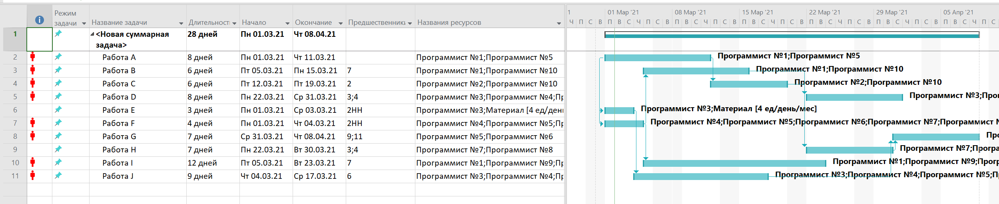 Режим задачи
Название задачи
Длительност
Начало
Окончание
Предшественники
Названия ресурсов
1
01 Мар '21
08 Мар '21
15 Мар '21
22 Мар '21
29 Мар '21
05 Апр '21
Ч П С В П В С Ч П С В П В С Ч П С В П В С Ч П С В П В С Ч П С В П В С Ч П С В П В С Ч П С
1 <Новая суммарная задача> 28 дней Пн 01.03.21 Чт 08.04.21
2 Работа A 8 дней Пн 01.03.21 Чт 11.03.21 Программист №1;Программист №5
Программист №1;Программист №5
3 Работа B 6 дней Пт 05.03.21 Пн 15.03.21 7 Программист №1;Программист №10
Программист №1;Программист №10
4 Работа C 6 дней Пт 12.03.21 Пт 19.03.21 2 Программист №2;Программист №10
Программист №2;Программист №10
5 Работа D 8 дней Пн 22.03.21 Ср 31.03.21 3;4 Программист №3;Программист №4;Пр
Программист №3;Прог
6 Работа E 3 дней Пн 01.03.21 Ср 03.03.21 2НН Программист №3;Материал [4 ед/ден
Программист №3;Материал [4 ед/день/мес]
7 Работа F 4 дней Пн 01.03.21 Чт 04.03.21 2НН Программист №4;Программист №5;Пр
Программист №4;Программист №5;Программист №6;Программист №7;Программист №
8 Работа G 7 дней Ср 31.03.21 Чт 08.04.21 9;11 Программист №5;Программист №6
Про
9 Работа H 7 дней Пн 22.03.21 Вт 30.03.21 3;4 Программист №7;Программист №8
Программист №7;Програ
10 Работа I 12 дней Пт 05.03.21 Вт 23.03.21 7 Программист №1;Программист №9;Пр
Программист №1;Программист №9;Прог
11 Работа J 9 дней Чт 04.03.21 Ср 17.03.21 6 Программист №3;Программист №4;Пр
Программист №3;Программист №4;Программист №5;П